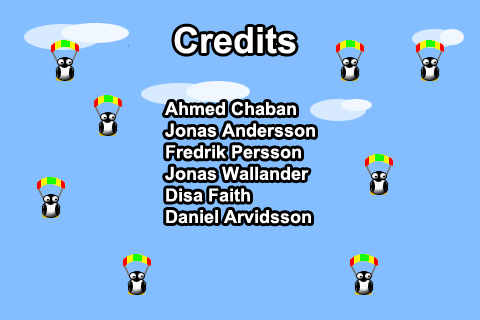 Credits
Ahmed Chaban
Jonas Andersson
Fredrik Persson
Jonas Wallander
Disa Faith
Daniel Arvidsson